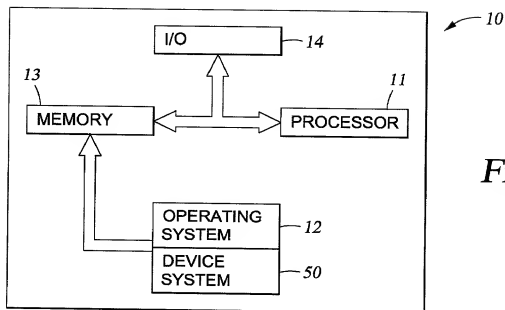 10
I/O
14
13
MEMORY
11
PROCESSOR
OPERATING
SYSTEM
12
DEVICE
SYSTEM
50